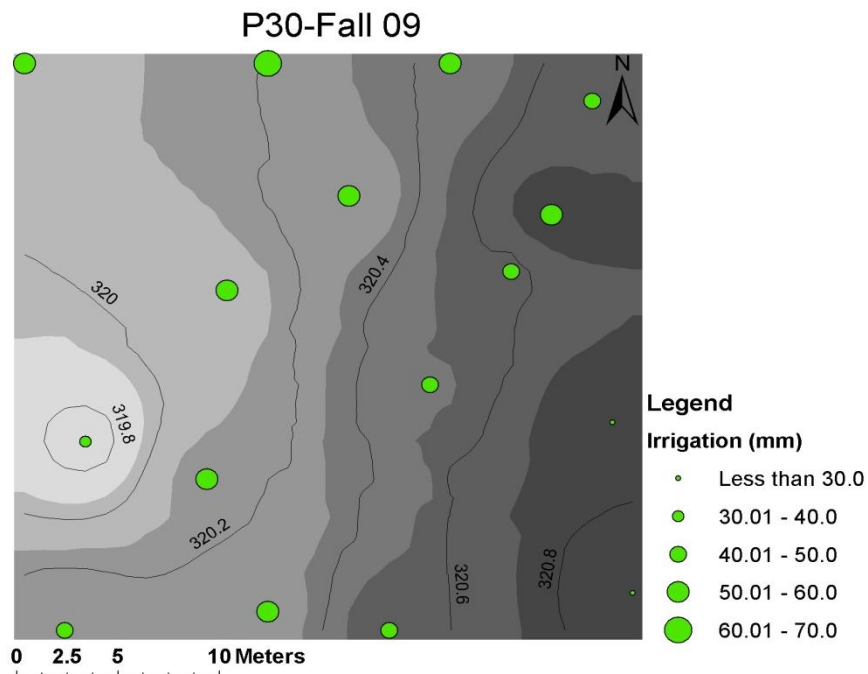 P30-Fall 09
N
320
320.4
319.8
320.2
320.6
320.8
Legend
Irrigation (mm)
Less than 30.0
30.01 - 40.0
40.01 - 50.0
50.01 - 60.0
60.01 - 70.0
0 2.5 5 10 Meters